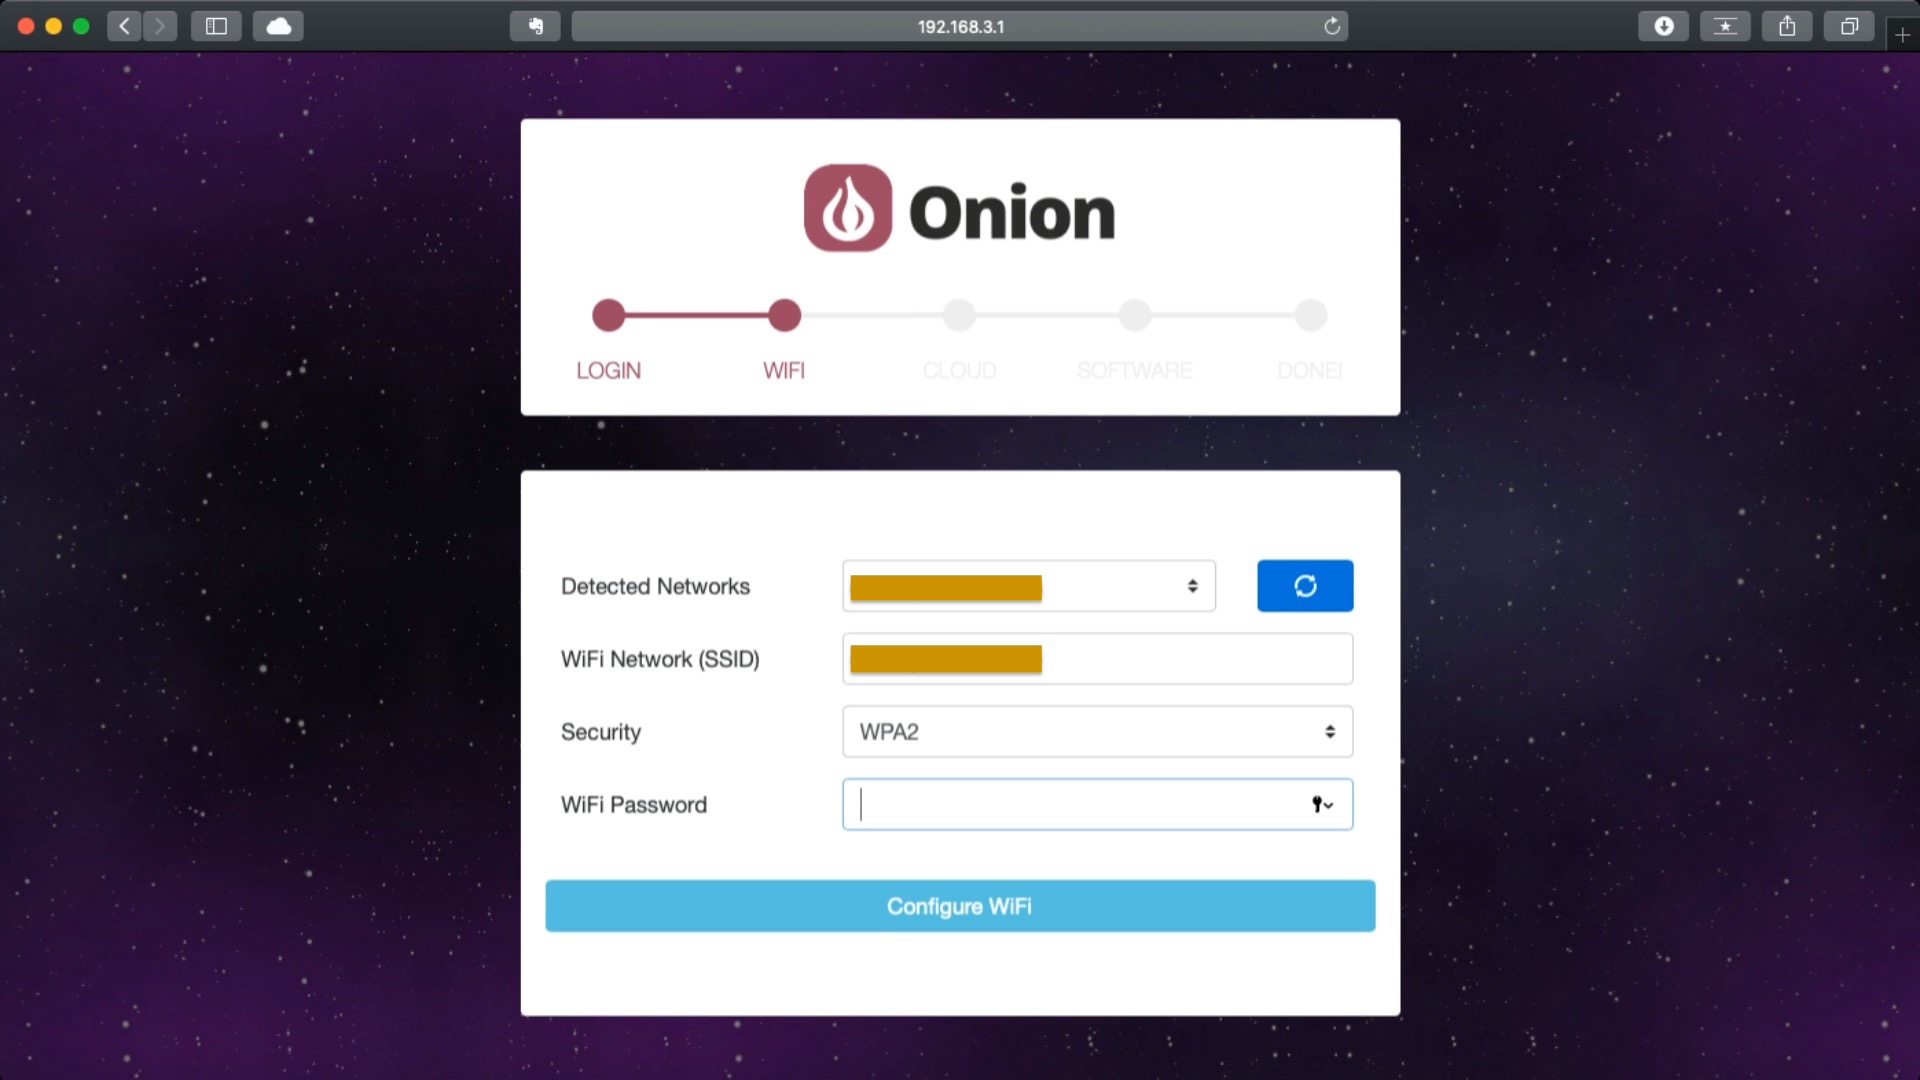 192.168.3.1
Onion
LOGIN
WIFI
CLOUD
SOFTWARE
DONE!
Detected Networks
WiFi Network (SSID)
Security
WPA2
WiFi Password
Configure WiFi